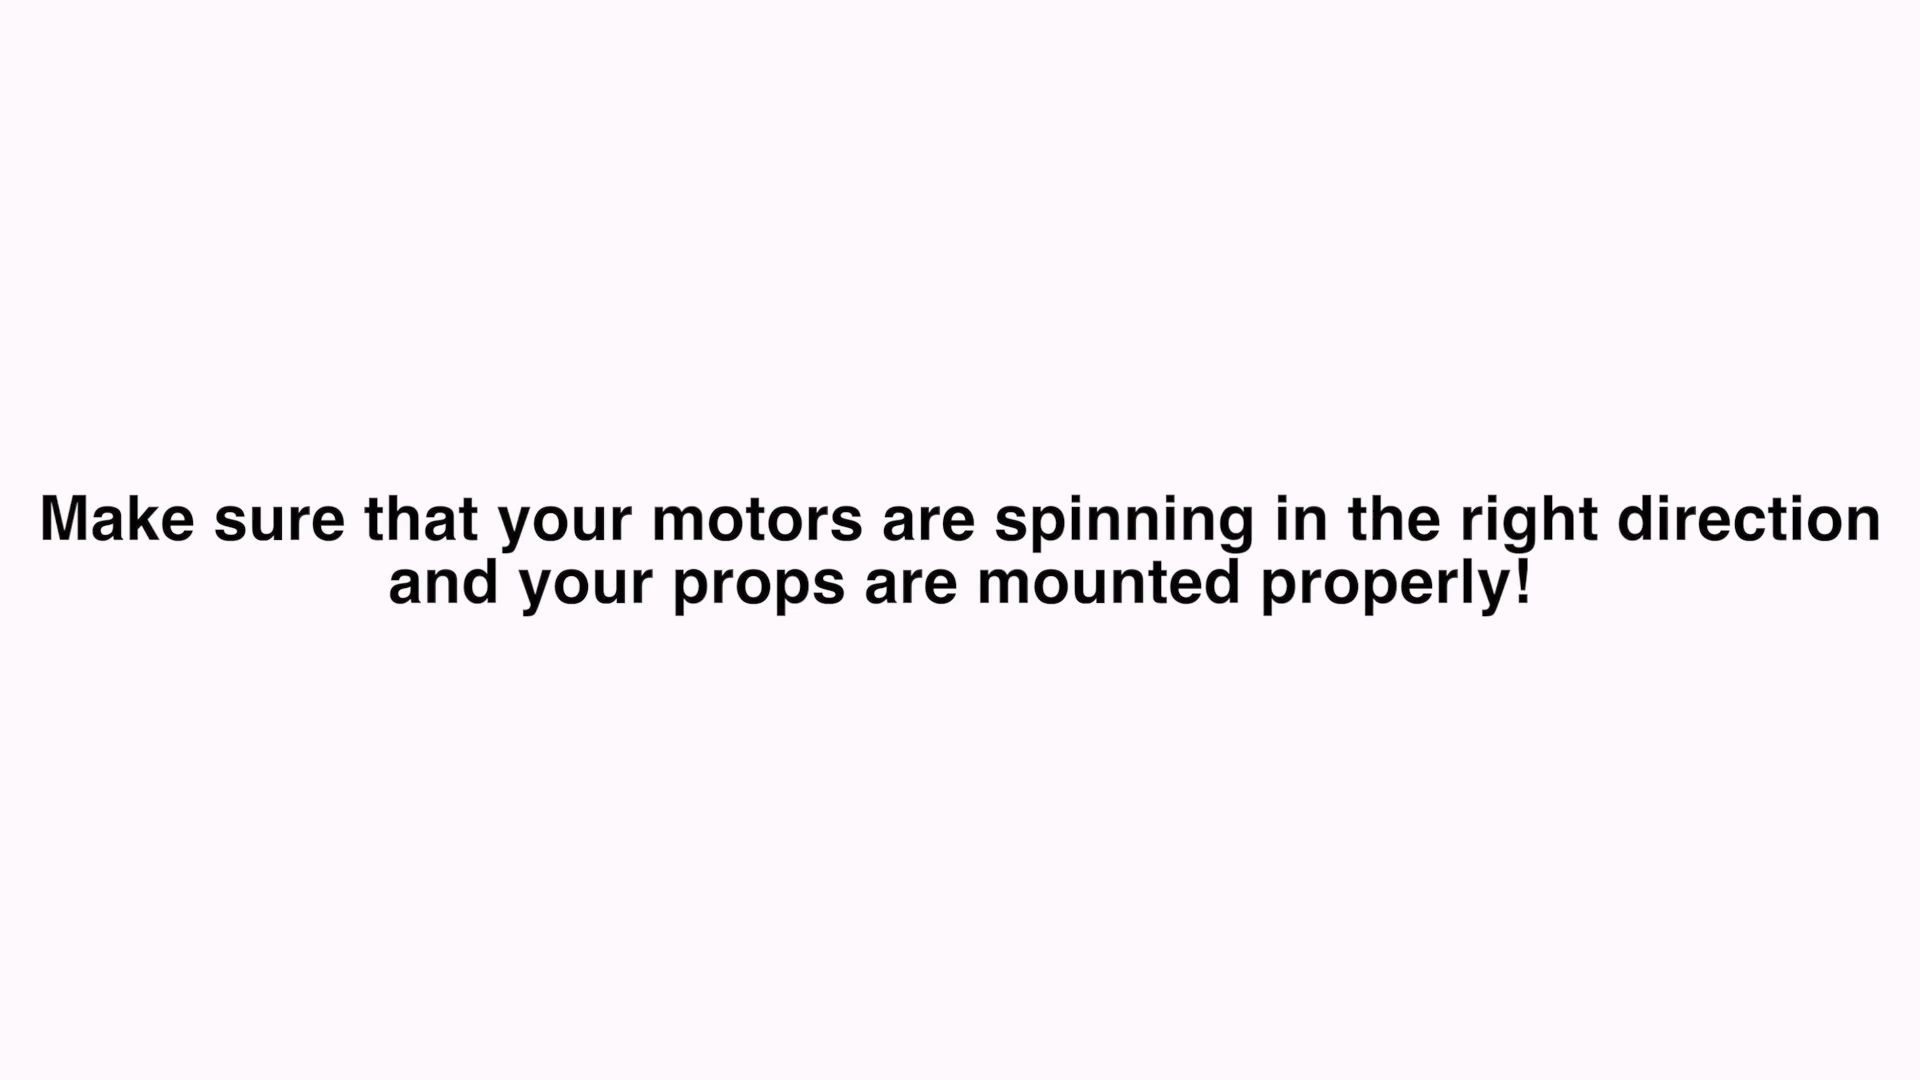 Make sure that your motors are spinning in the right direction
and your props are mounted properly!